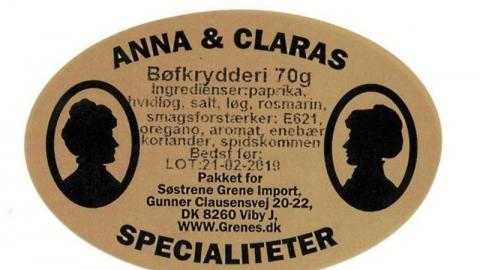 ANNA & CLARAS
Bøfkrydderi 70g
Ingredienser:paprika,
hvidløg, salt, løg, rosmarin,
smagsforstærker: E621,
oregano, aromat, enebær
koriander, spidskommen
Bedst før:
LOT:21-02-2019
Pakket for
Søstrene Grene Import,
Gunner Clausensvej 20-22,
DK 8260 Viby J,
WWW.Grenes.dk
SPECIALITETER